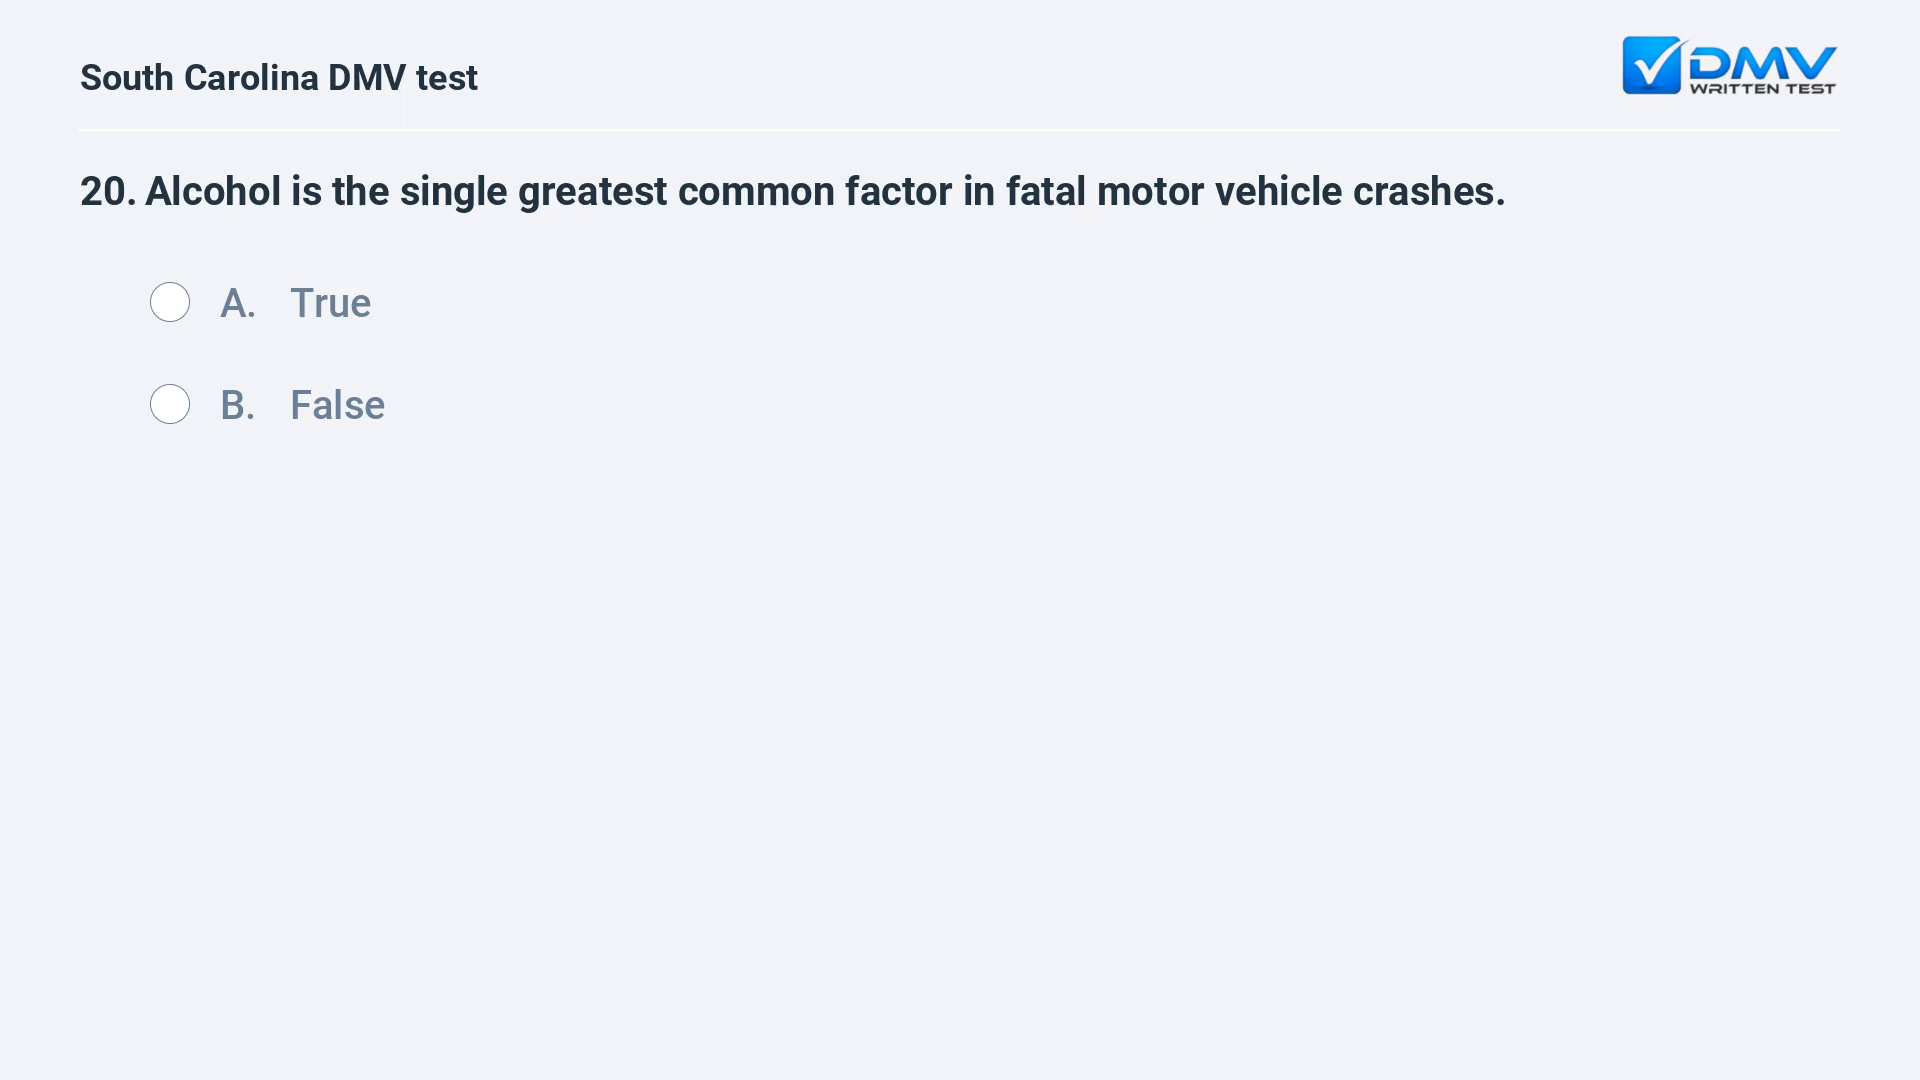 South Carolina DMV test
DMV
WRITTEN TEST
20. Alcohol is the single greatest common factor in fatal motor vehicle crashes.
A. True
B. False